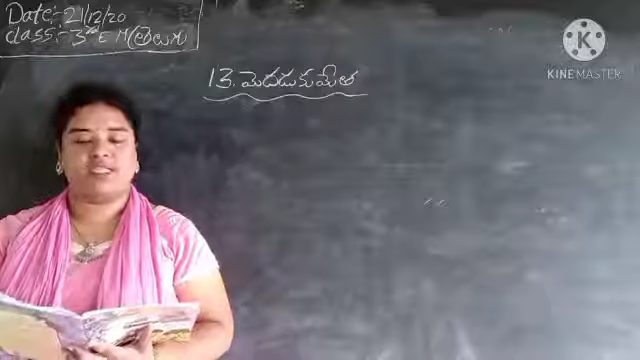 Date:- 21/12/20
class:- 3rd E M (తెలుగు
13. మెదడుకుమేత
KINEMASTER